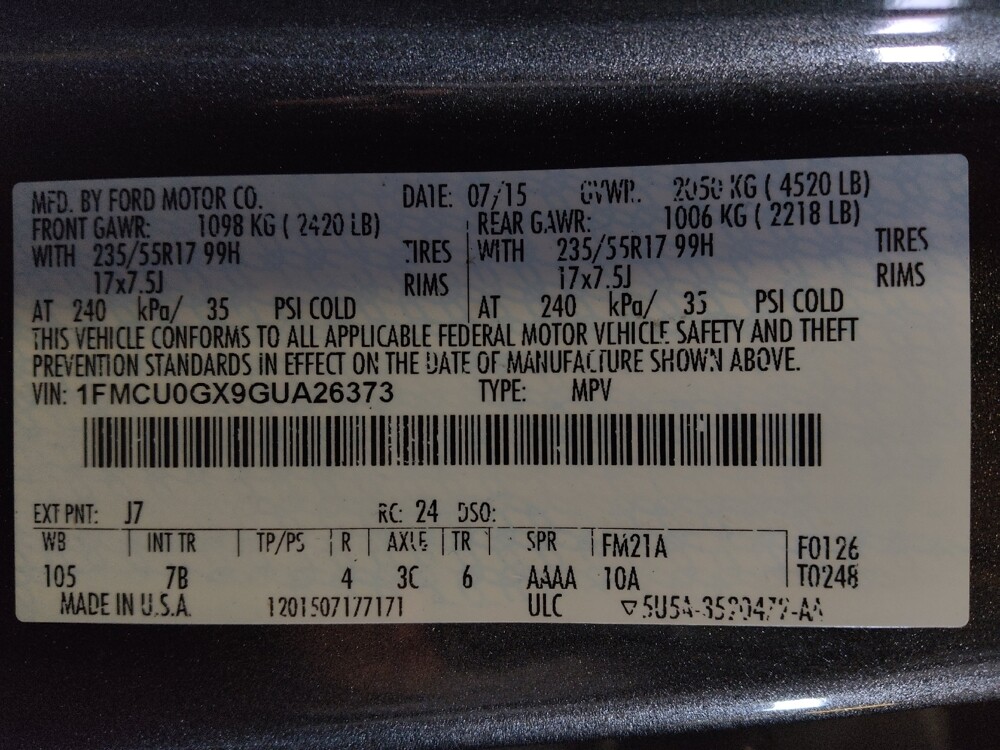 MFD. BY FORD MOTOR CO. DATE: 07/15 GVWR. 2050 KG ( 4520 LB)
FRONT GAWR: 1098 KG ( 2420 LB) REAR GAWR: 1006 KG ( 2218 LB)
WITH 235/55R17 99H TIRES WITH 235/55R17 99H TIRES
17x7.5J RIMS 17x7.5J RIMS
AT 240 kPa/ 35 PSI COLD AT 240 kPa/ 35 PSI COLD
THIS VEHICLE CONFORMS TO ALL APPLICABLE FEDERAL MOTOR VEHICLE SAFETY AND THEFT
PREVENTION STANDARDS IN EFFECT ON THE DATE OF MANUFACTURE SHOWN ABOVE.
VIN: 1FMCU0GX9GUA26373 TYPE: MPV
EXT PNT: J7 RC: 24 DSO:
WB INT TR TP/PS R AXLE TR SPR FM21A F0126
105 7B 4 3C 6 AAAA 10A T0248
MADE IN U.S.A. 1201507177171 ULC